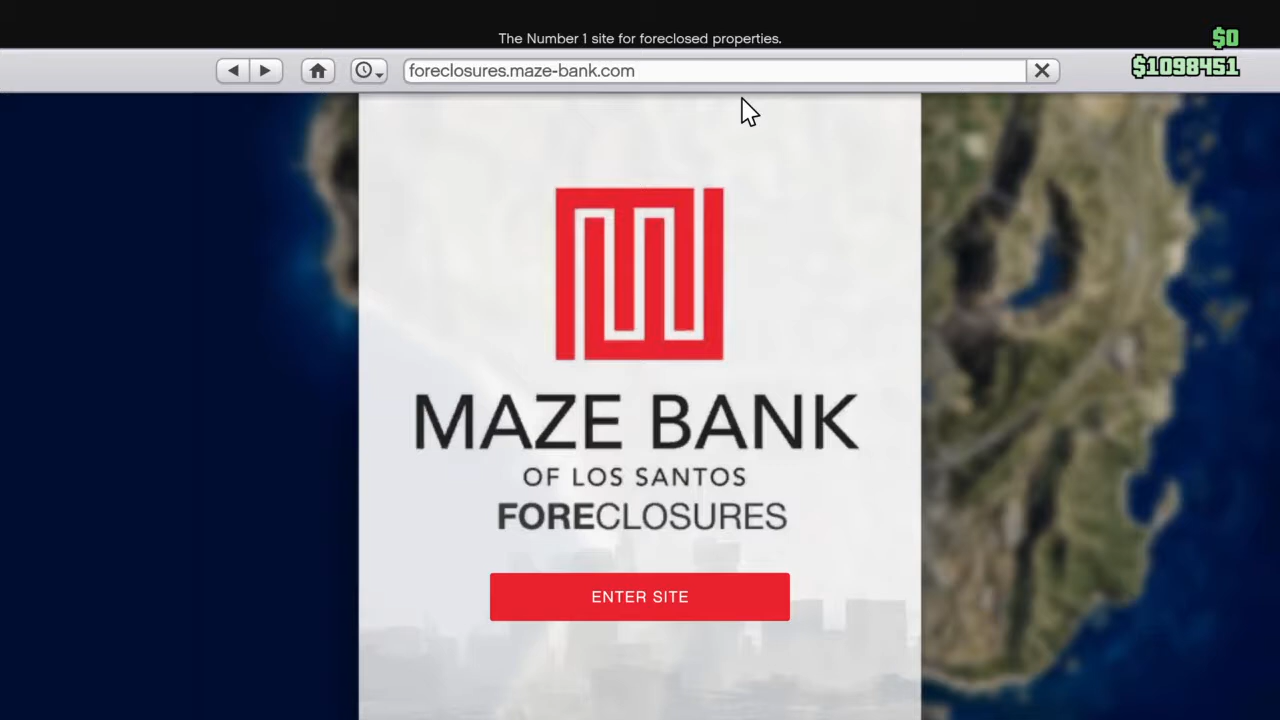 The Number 1 site for foreclosed properties.
$0
foreclosures.maze-bank.com
$1098451
MAZE BANK
OF LOS SANTOS
FORECLOSURES
ENTER SITE